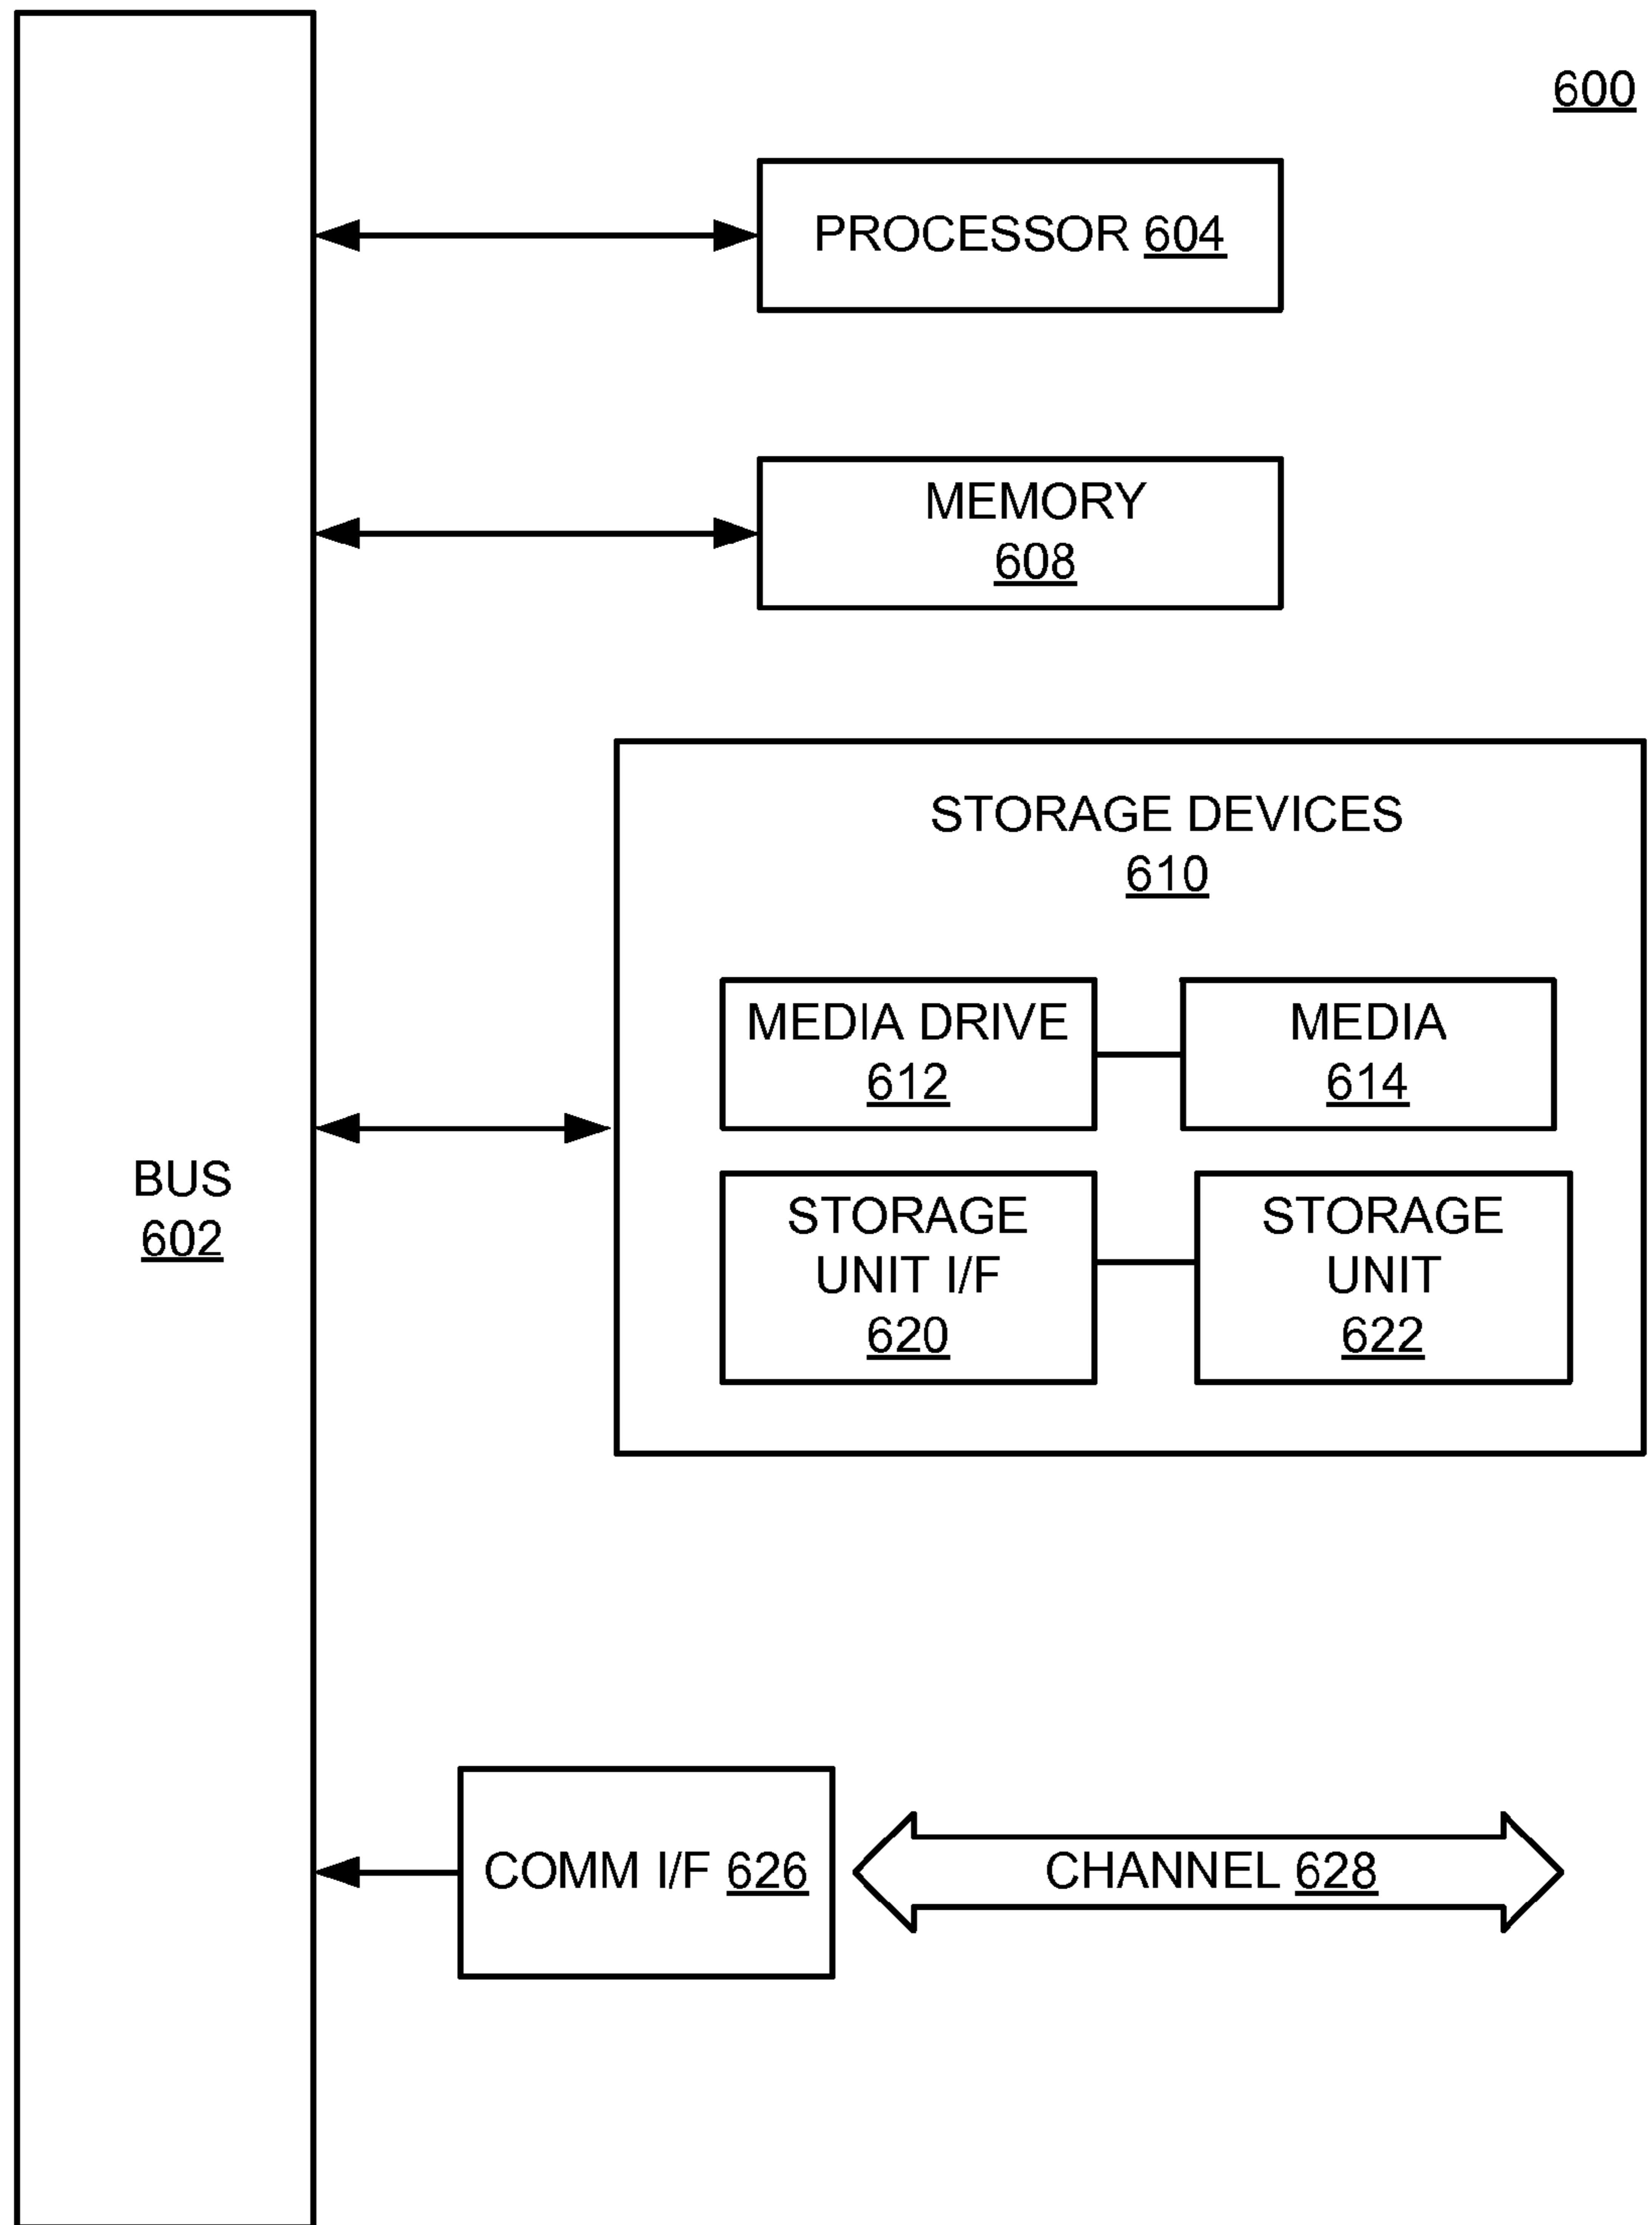 600
PROCESSOR 604
MEMORY
608
STORAGE DEVICES
610
MEDIA DRIVE
612
MEDIA
614
BUS
602
STORAGE
UNIT I/F
620
STORAGE
UNIT
622
COMM I/F 626
CHANNEL 628